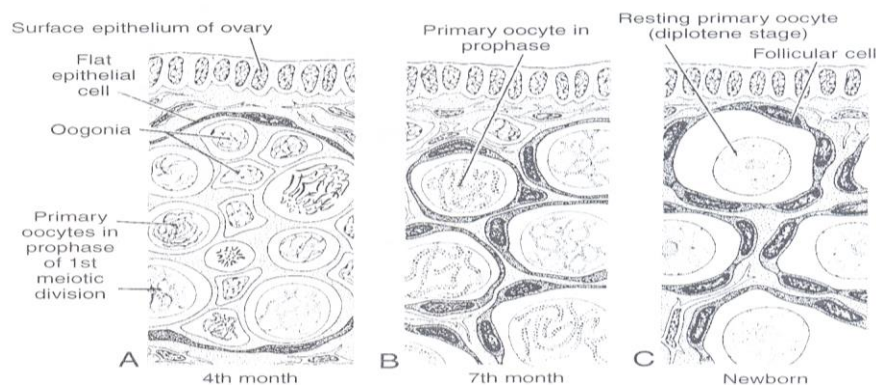 Surface epithelium of ovary
Flat
epithelial
cell
Oogonia
Primary
oocytes in
prophase
of 1st
meiotic
division
A
4th month
Primary oocyte in
prophase
B
7th month
Resting primary oocyte
(diplotene stage)
Follicular cell
C
Newborn